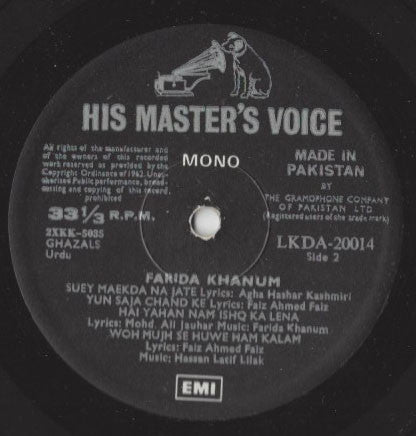 HIS MASTER'S VOICE
All rights of the manufacturer and
of the owners of this recorded
work reserved as provided by the
Copyright Ordinance of 1962. Unau-
thorised Public performance, broad-
casting and copying of this record
prohibited
MONO
MADE IN
PAKISTAN
BY
THE GRAMOPHONE COMPANY
OF PAKISTAN LTD
(Registered users of the trade mark)
33 1/3 R.P.M.
2XKK-5035
GHAZALS
Urdu
LKDA-20014
Side 2
FARIDA KHANUM
SUEY MAEKDA NA JATE Lyrics: Agha Hashar Kashmiri
YUN SAJA CHAND KE Lyrics: Faiz Ahmed Faiz
HAI YAHAN NAM ISHQ KA LENA
Lyrics: Mohd. Ali Jauhar Music: Farida Khanum
WOH MUJH SE HUWE HAM KALAM
Lyrics: Faiz Ahmed Faiz
Music: Hassan Latif Lilak
EMI